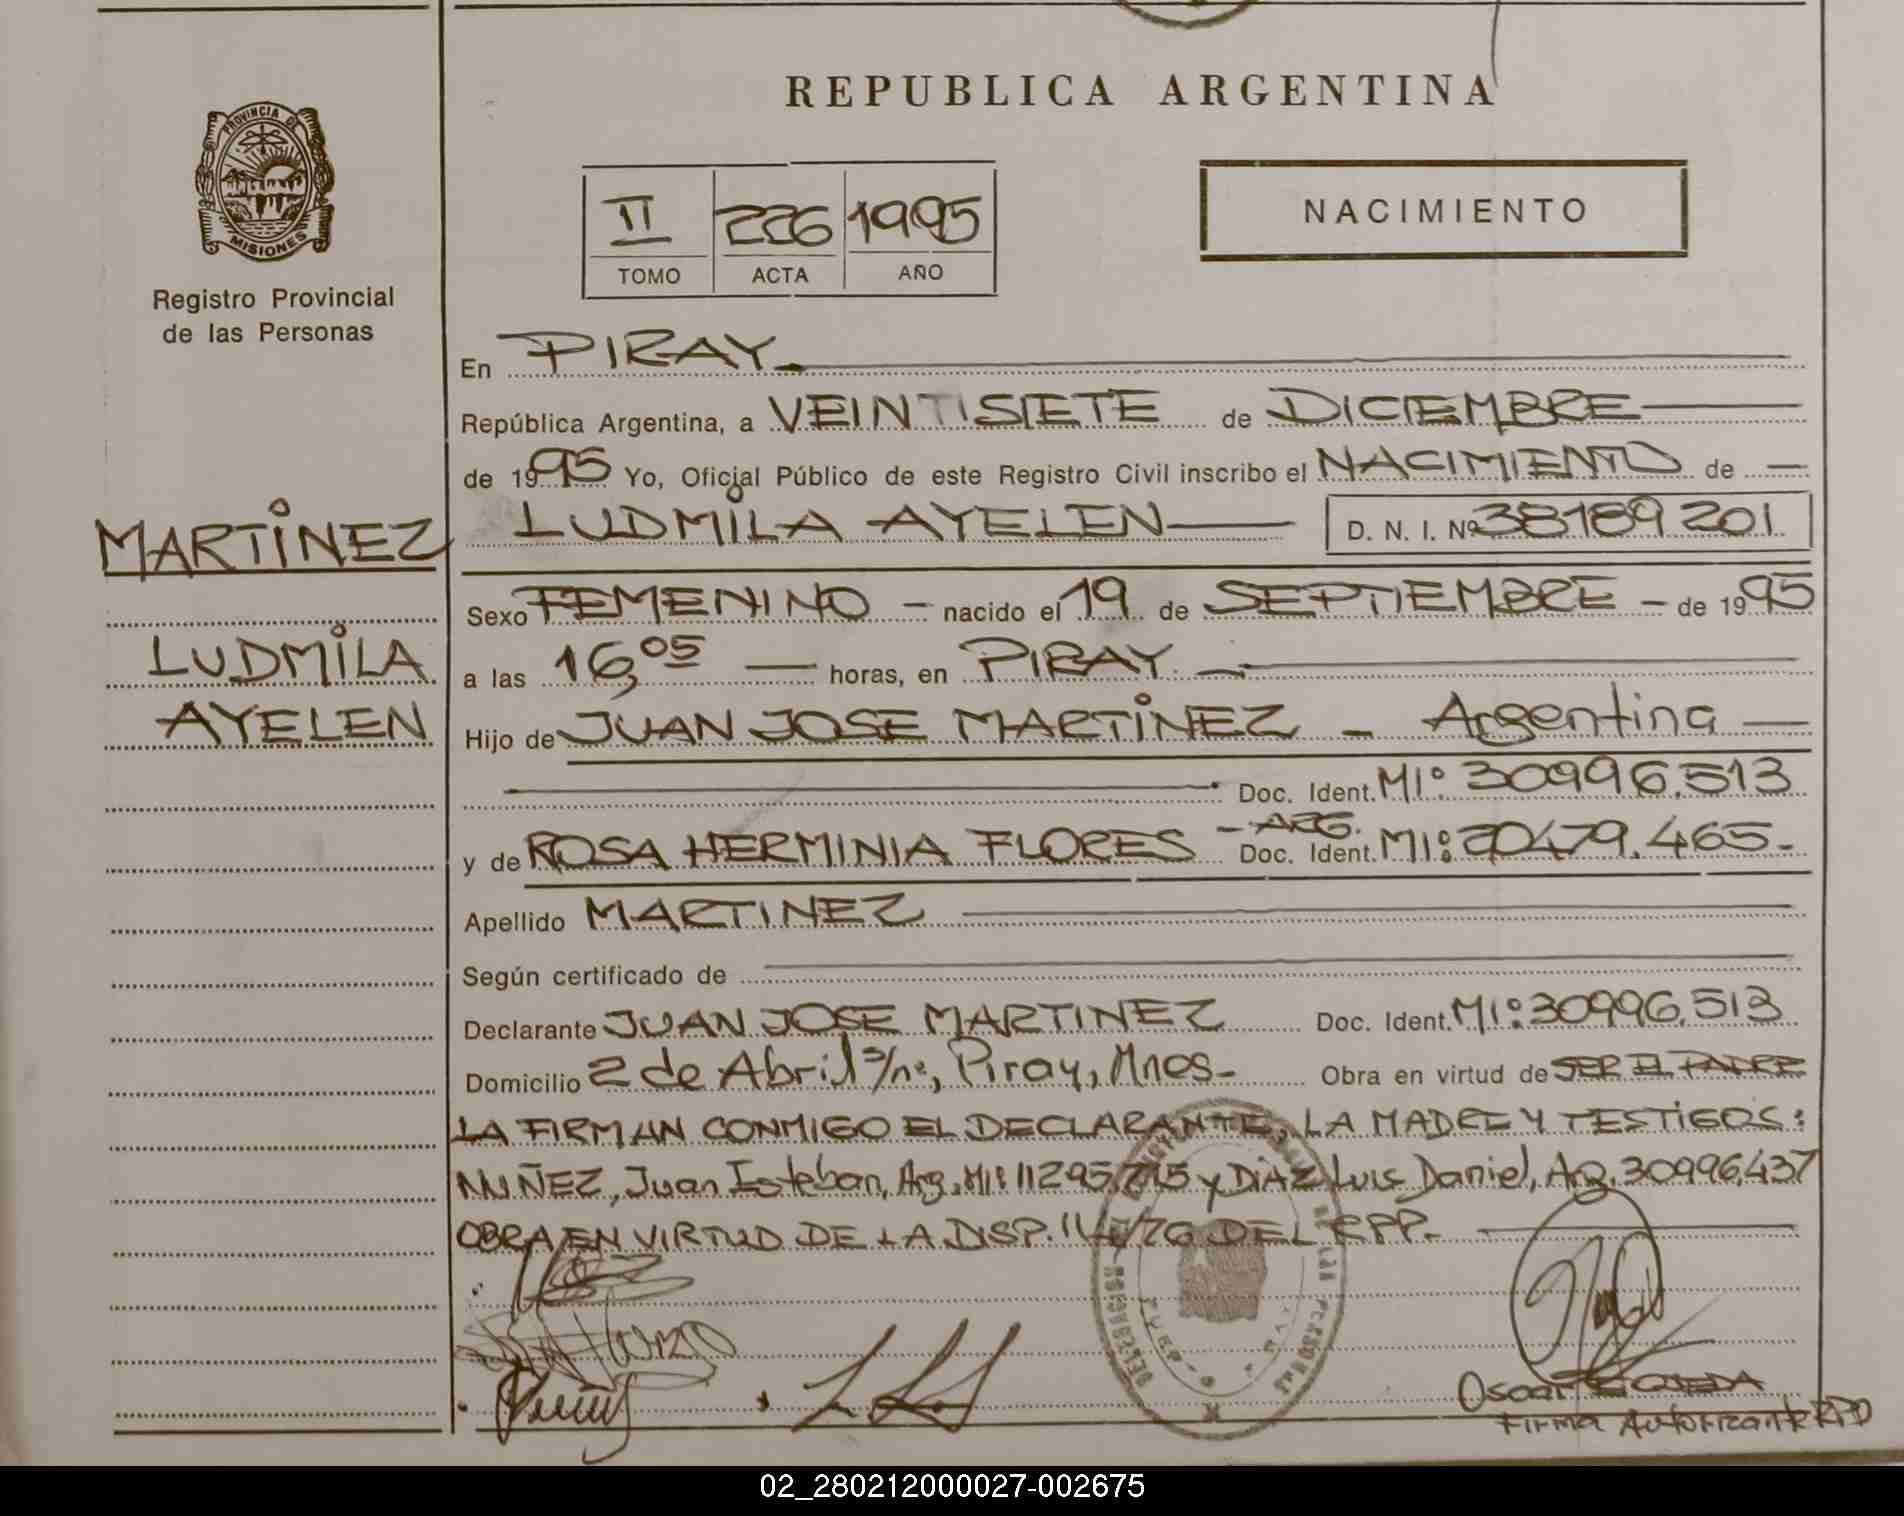 REPUBLICA ARGENTINA
PROVINCIA DE
MISIONES
Registro Provincial
de las Personas
II 226 1995
TOMO ACTA AÑO
NACIMIENTO
En PIRAY
República Argentina, a VEINTISIETE de DICIEMBRE
de 1995 Yo, Oficial Público de este Registro Civil inscribo el NACIMIENTO de
MARTINEZ
LUDMILA AYELEN D. N. I. Nº 38189201
Sexo FEMENINO - nacido el 19 de SEPTIEMBRE - de 1995
LUDMILA
a las 16,05 horas, en PIRAY
AYELEN
Hijo de JUAN JOSE MARTINEZ - Argentina
Doc. Ident. MI: 30996.513
y de ROSA HERMINIA FLORES - ARG. Doc. Ident. MI: 20479.465-
Apellido MARTINEZ
Según certificado de
Declarante JUAN JOSE MARTINEZ Doc. Ident. MI: 30996.513
Domicilio 2 de Abril s/nº, Piray, Mnes- Obra en virtud de SER EL PADRE
LA FIRMAN CONMIGO EL DECLARANTE, LA MADRE Y TESTIGOS:
NUÑEZ, Juan Esteban, Arg, MI: 11295.715 y DIAZ Luis Daniel, Arg. 30996.437
OBRA EN VIRTUD DE LA DISP. DEL RPP.-
Oscar OJEDA
Firma Autorizante RPP
02_280212000027-002675